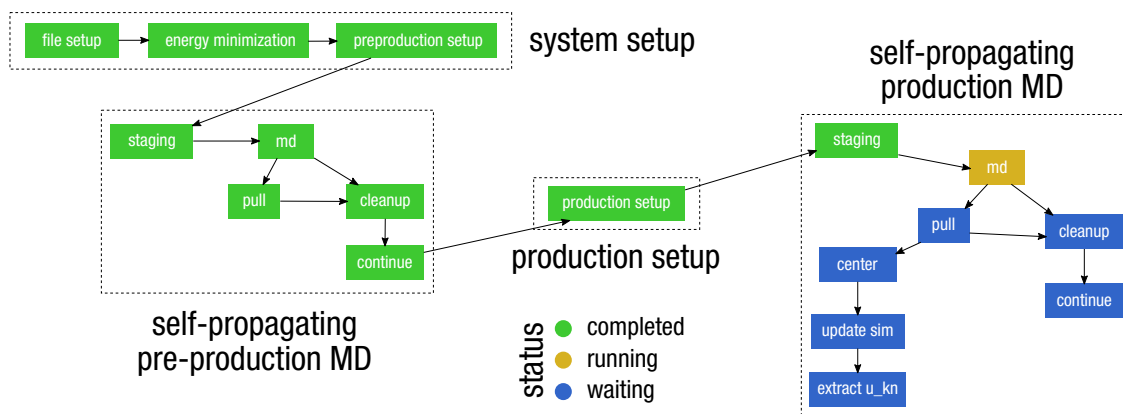 file setup
energy minimization
preproduction setup
system setup
staging
md
pull
cleanup
continue
self-propagating
pre-production MD
production setup
production setup
status
completed
running
waiting
self-propagating
production MD
staging
md
pull
cleanup
center
continue
update sim
extract u_kn